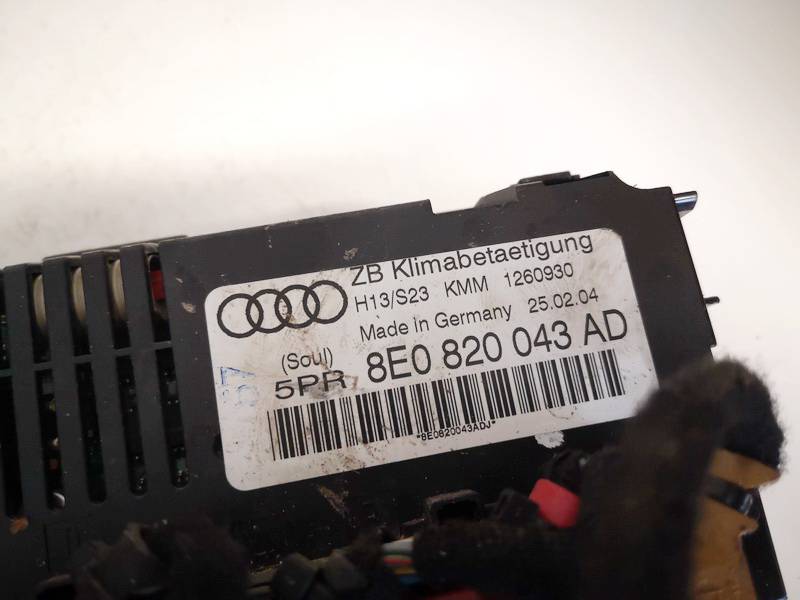 ZB Klimabetaetigung
H13/S23 KMM 1260930
Made in Germany 25.02.04
(Soul)
5PR 8E0 820 043 AD
*8E0820043ADJ*